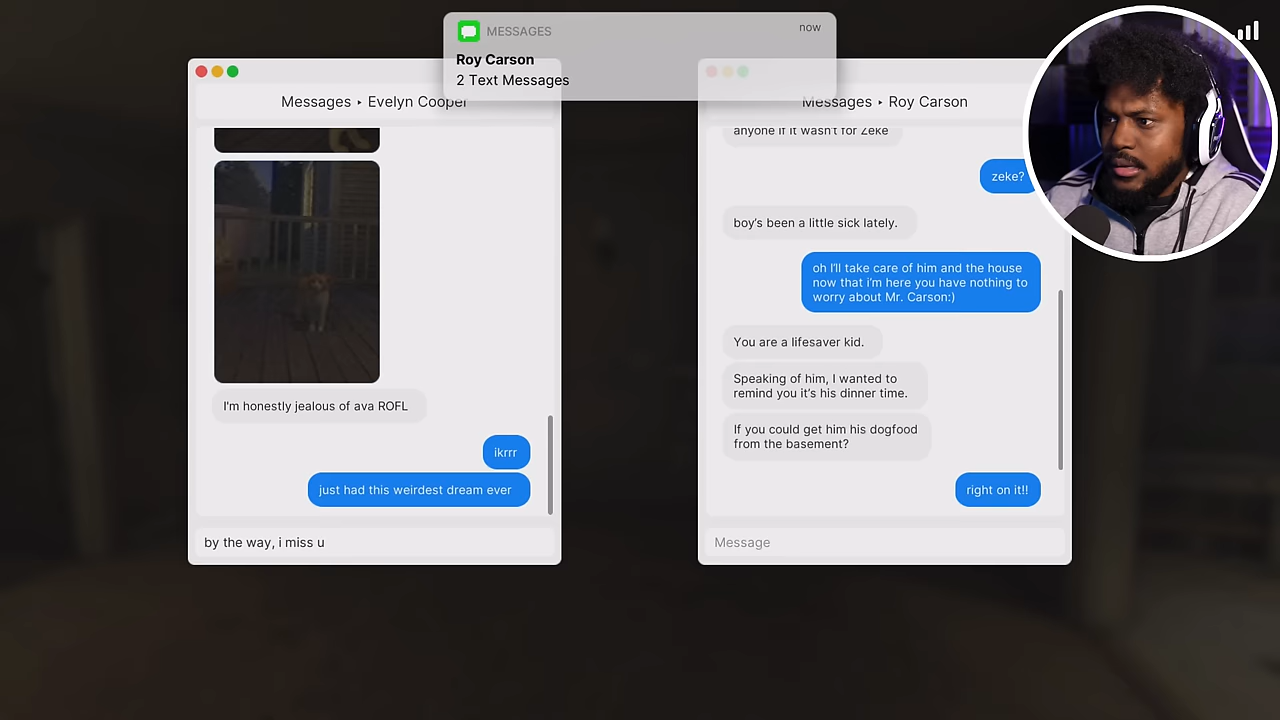 MESSAGES
now
Roy Carson
2 Text Messages
Messages ‣ Evelyn Cooper
I'm honestly jealous of ava ROFL
ikrrr
just had this weirdest dream ever
by the way, i miss u
Messages ‣ Roy Carson
anyone if it wasn't for Zeke
zeke?
boy's been a little sick lately.
oh I'll take care of him and the house
now that i'm here you have nothing to
worry about Mr. Carson:)
You are a lifesaver kid.
Speaking of him, I wanted to
remind you it's his dinner time.
If you could get him his dogfood
from the basement?
right on it!!
Message